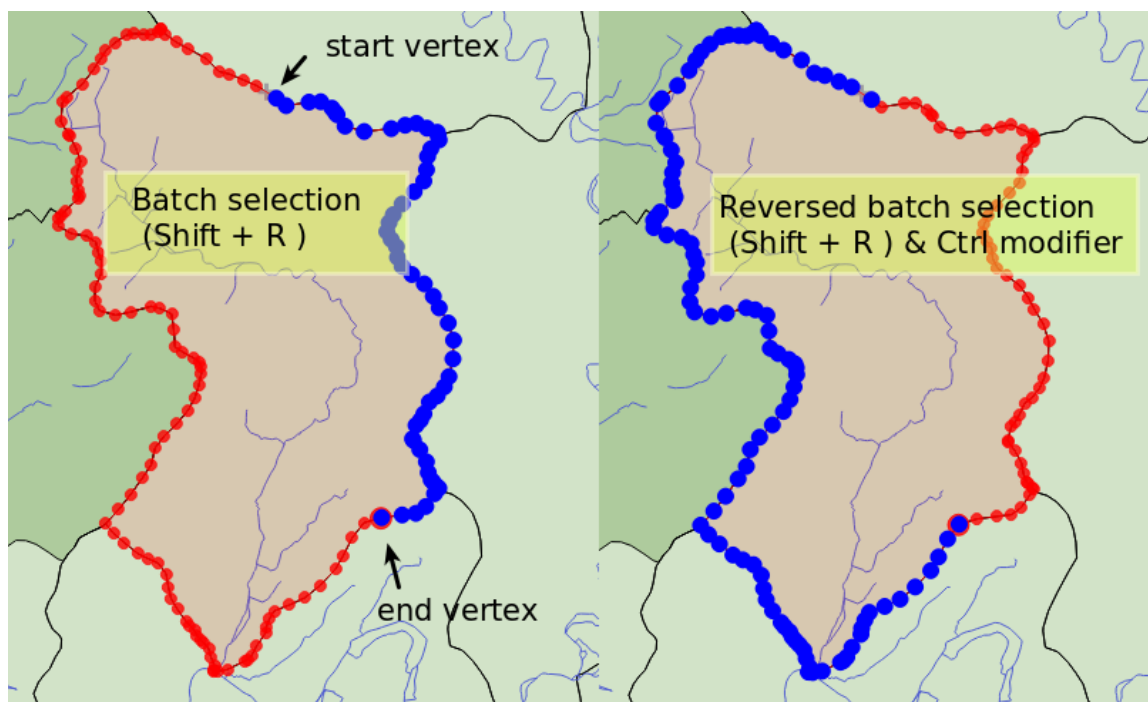 start vertex
Batch selection
(Shift + R )
end vertex
Reversed batch selection
(Shift + R ) & Ctrl modifier